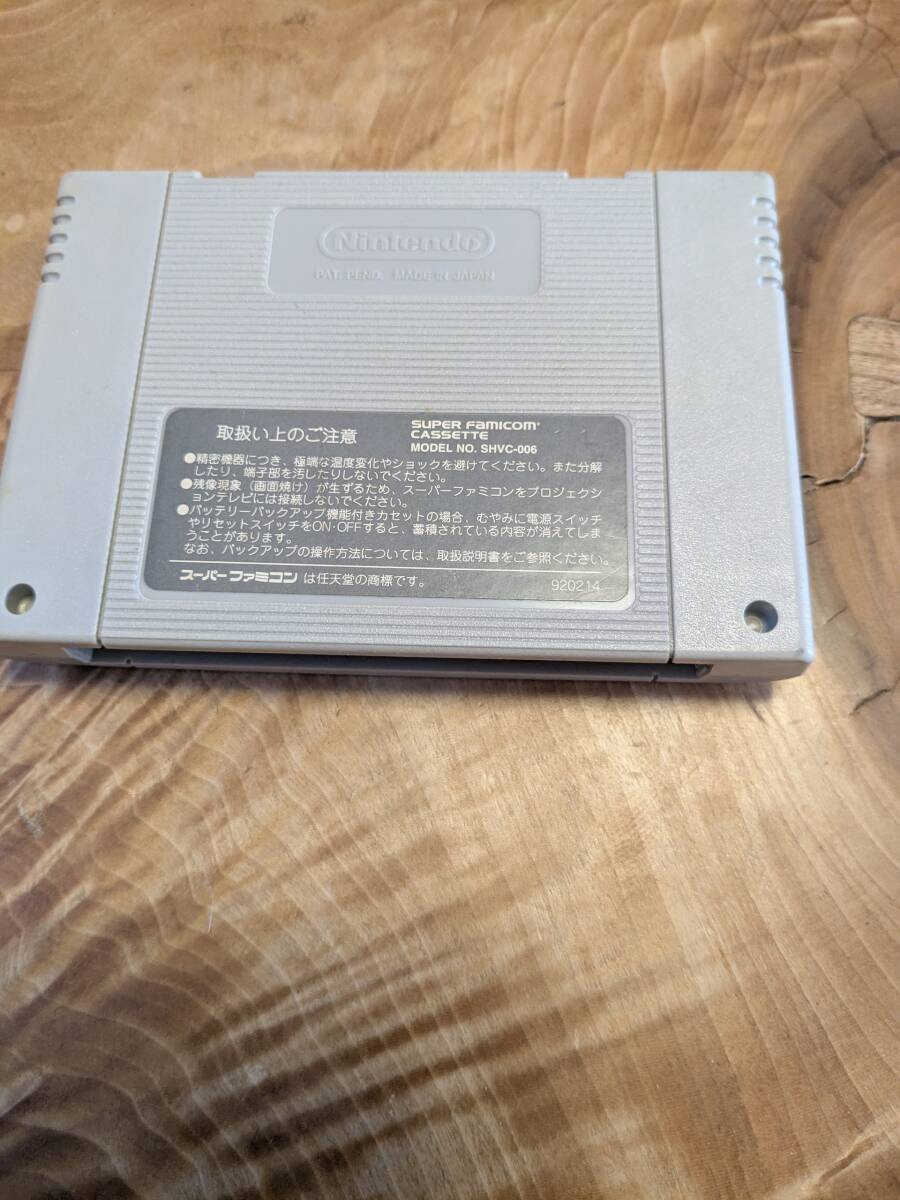 Nintendo
PAT. PEND. MADE IN JAPAN
取扱い上のご注意
SUPER FAMICOM®
CASSETTE
MODEL NO. SHVC-006
●精密機器につき、極端な温度変化やショックを避けてください。また分解
したり、端子部を汚したりしないでください。
●残像現象（画面焼け）が生ずるため、スーパーファミコンをプロジェクシ
ョンテレビには接続しないでください。
●バッテリーバックアップ機能付きカセットの場合、むやみに電源スイッチ
やリセットスイッチをON·OFFすると、蓄積されている内容が消えてしま
うことがあります。
なお、バックアップの操作方法については、取扱説明書をご参照ください。
スーパーファミコン は任天堂の商標です。
920214